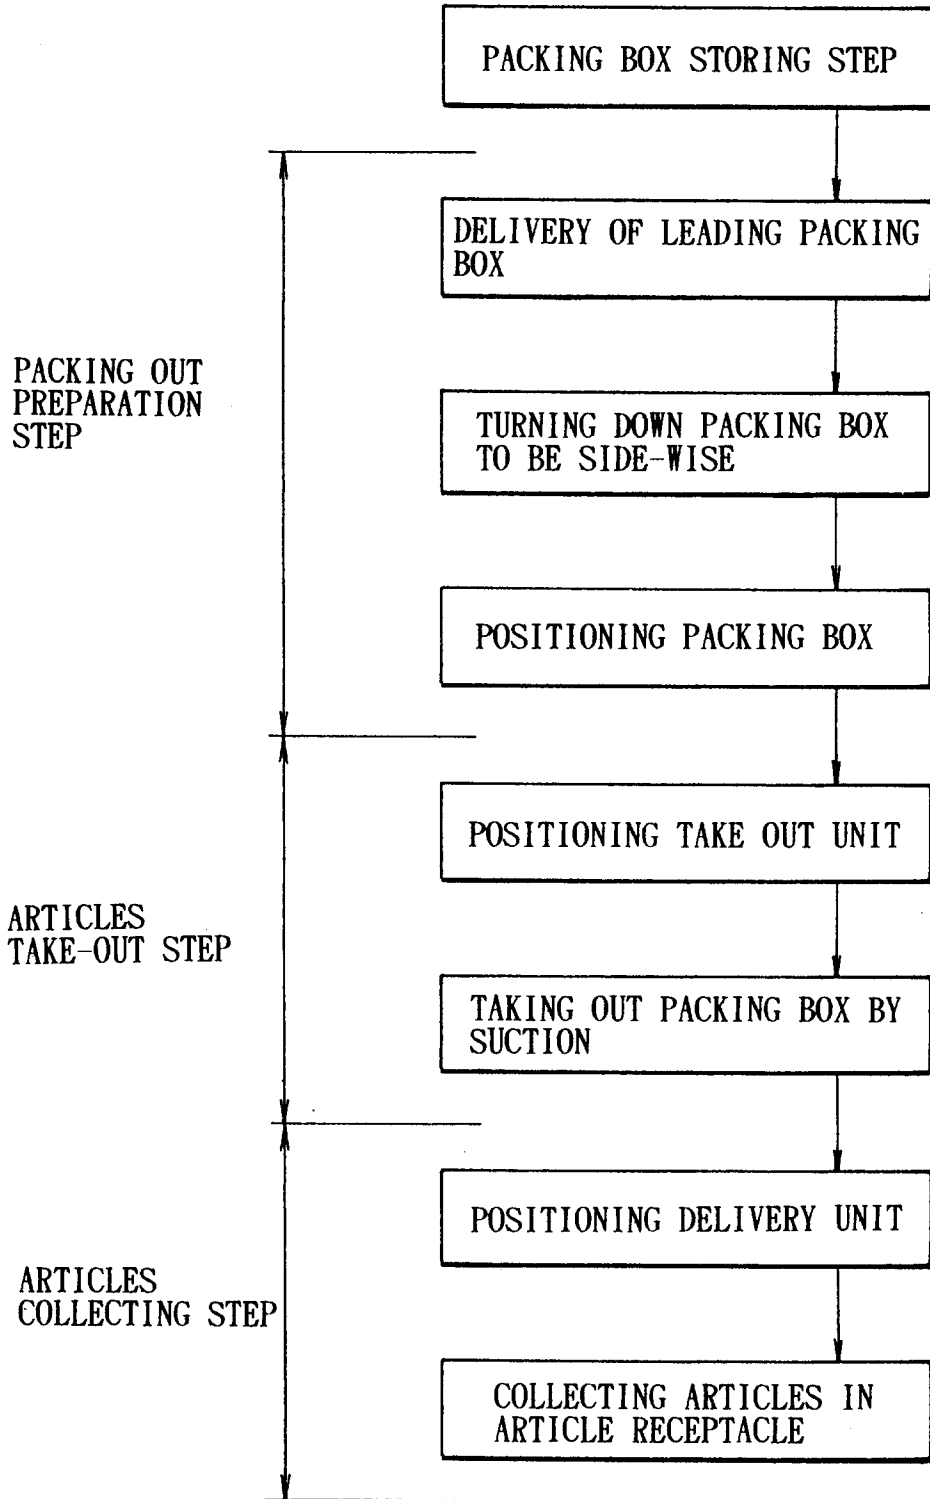 PACKING BOX STORING STEP
DELIVERY OF LEADING PACKING
BOX
PACKING OUT
PREPARATION
STEP
TURNING DOWN PACKING BOX
TO BE SIDE-WISE
POSITIONING PACKING BOX
POSITIONING TAKE OUT UNIT
ARTICLES
TAKE-OUT STEP
TAKING OUT PACKING BOX BY
SUCTION
POSITIONING DELIVERY UNIT
ARTICLES
COLLECTING STEP
COLLECTING ARTICLES IN
ARTICLE RECEPTACLE